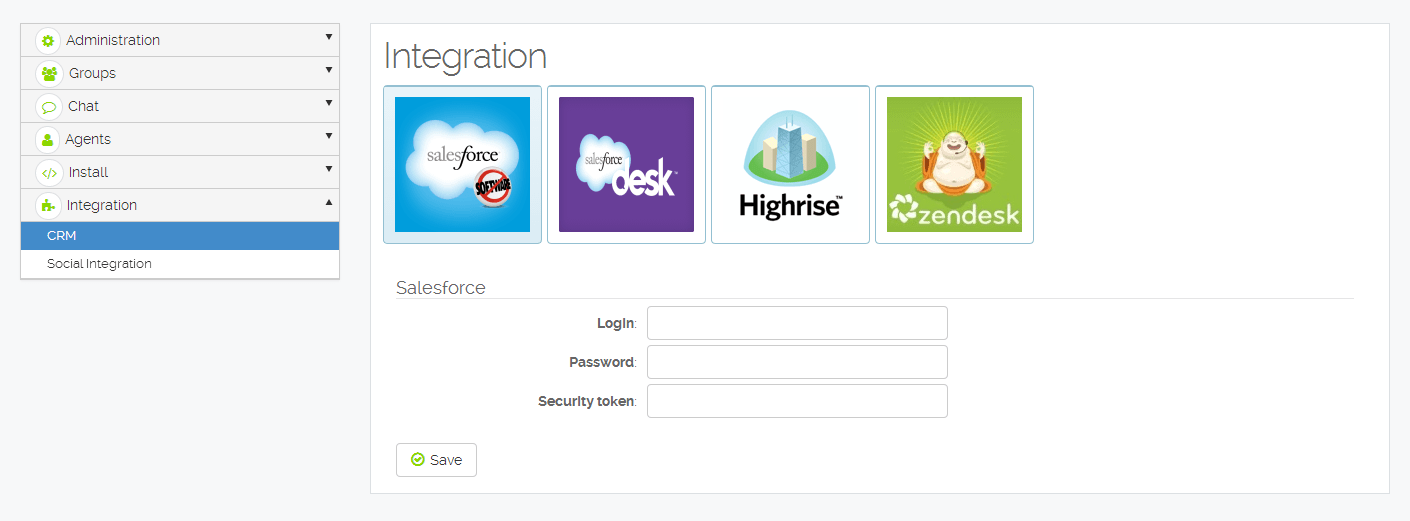 Administration
Groups
Chat
Agents
Install
Integration
CRM
Social Integration
Integration
salesforce
SOFTWARE
salesforce
desk™
Highrise™
zendesk
Salesforce
Login:
Password:
Security token:
Save